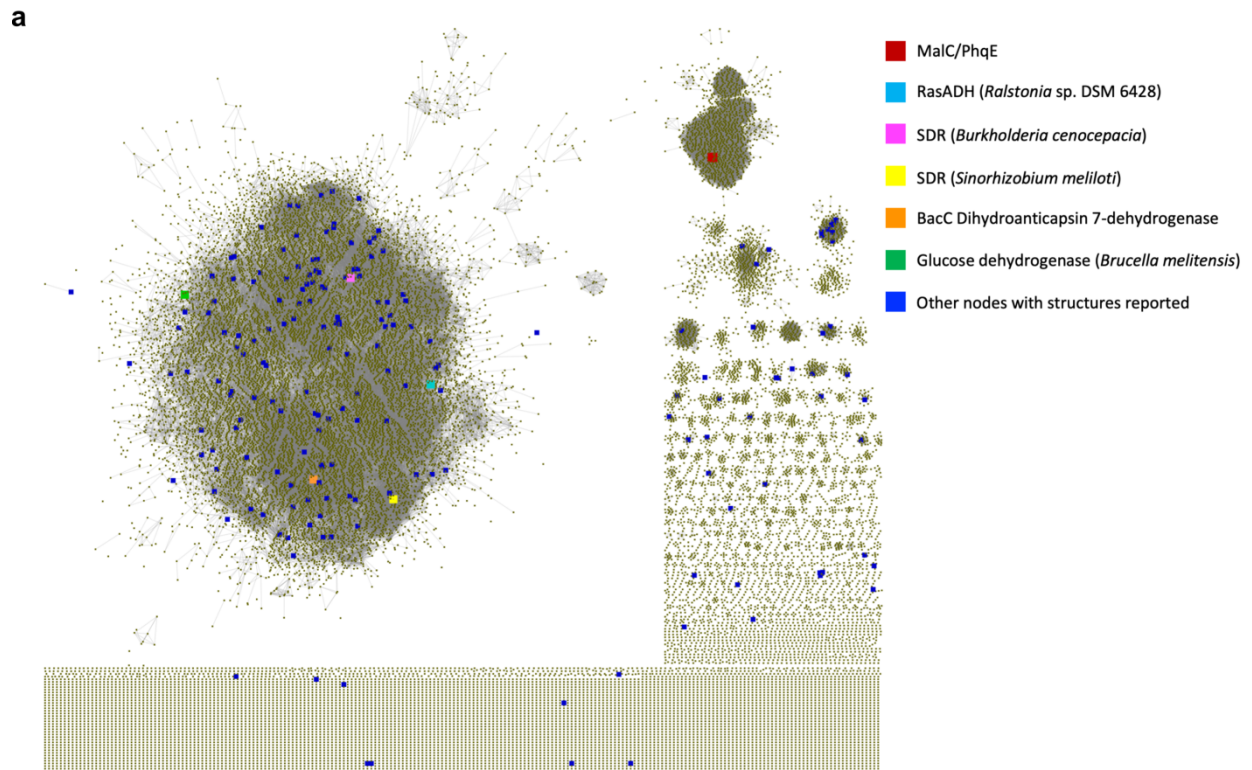 a
MalC/PhqE
RasADH (Ralstonia sp. DSM 6428)
SDR (Burkholderia cenocepacia)
SDR (Sinorhizobium meliloti)
BacC Dihydroanticapsin 7-dehydrogenase
Glucose dehydrogenase (Brucella melitensis)
Other nodes with structures reported